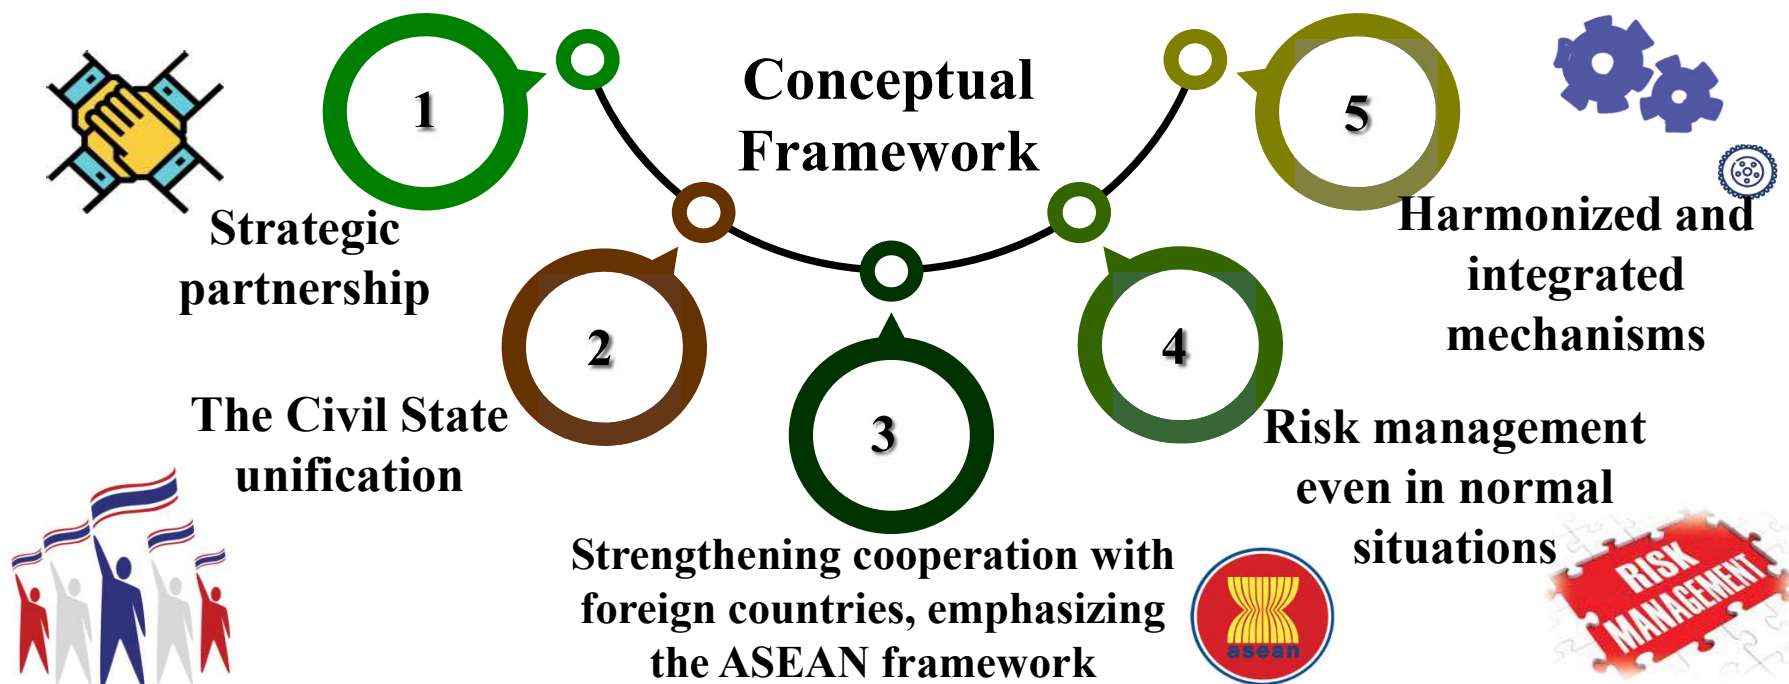 Conceptual
Framework
1
Strategic
partnership
2
The Civil State
unification
3
Strengthening cooperation with
foreign countries, emphasizing
the ASEAN framework
asean
4
Risk management
even in normal
situations
RISK
MANAGEMENT
5
Harmonized and
integrated
mechanisms